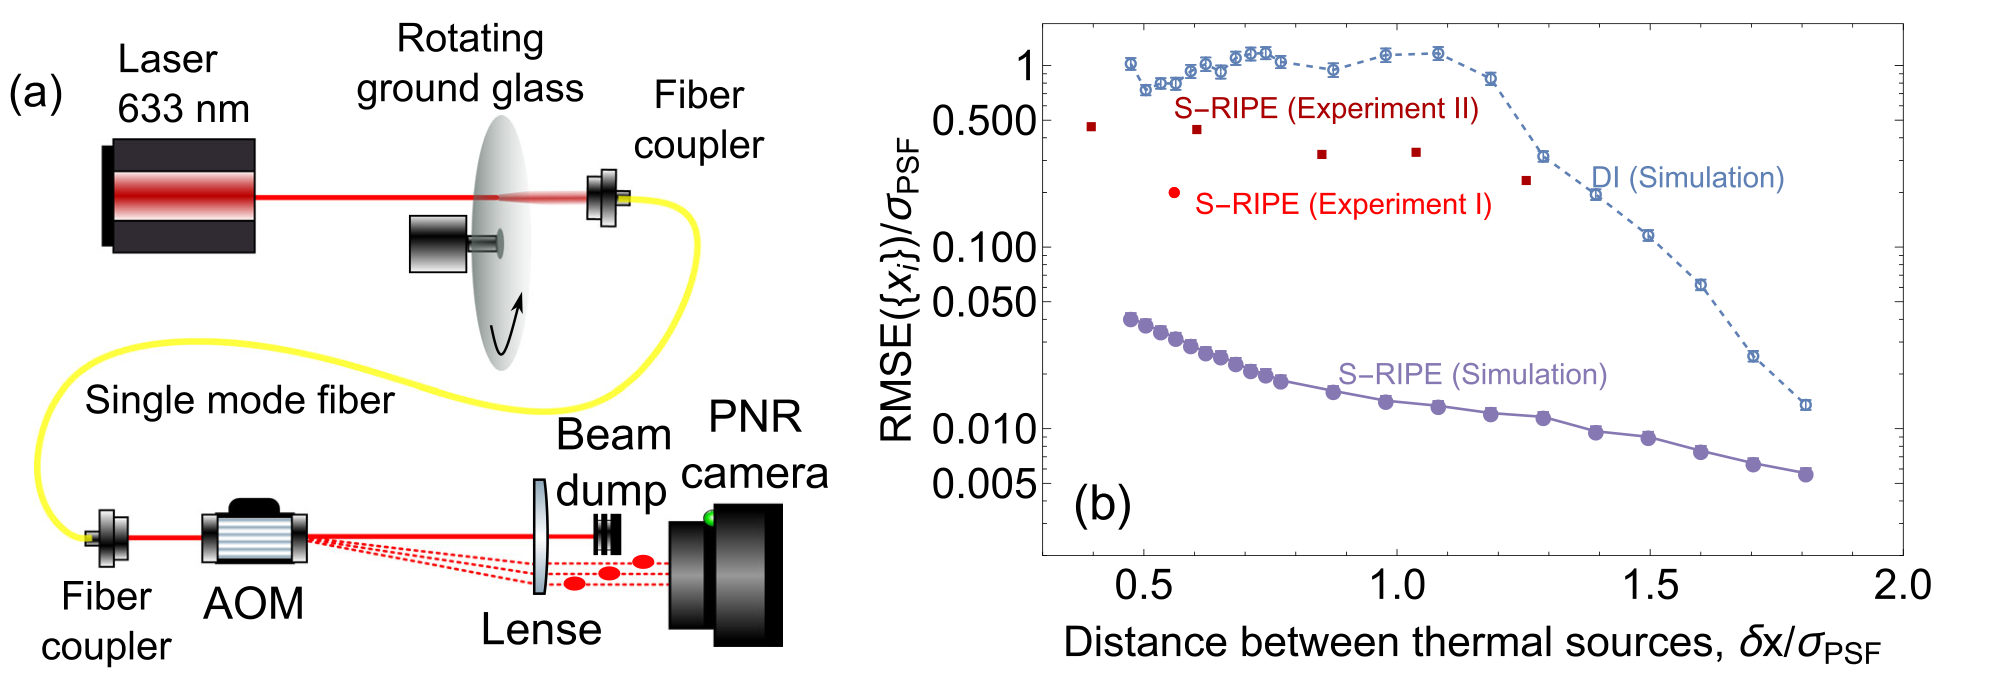 (a)
Laser
633 nm
Rotating
ground glass
Fiber
coupler
Single mode fiber
Beam
dump
PNR
camera
Fiber
coupler
AOM
Lense
RMSE({xᵢ})/σ_PSF
1
0.500
0.100
0.050
0.010
0.005
S–RIPE (Experiment II)
DI (Simulation)
S–RIPE (Experiment I)
S–RIPE (Simulation)
(b)
0.5 1.0 1.5 2.0
Distance between thermal sources, δx/σ_PSF